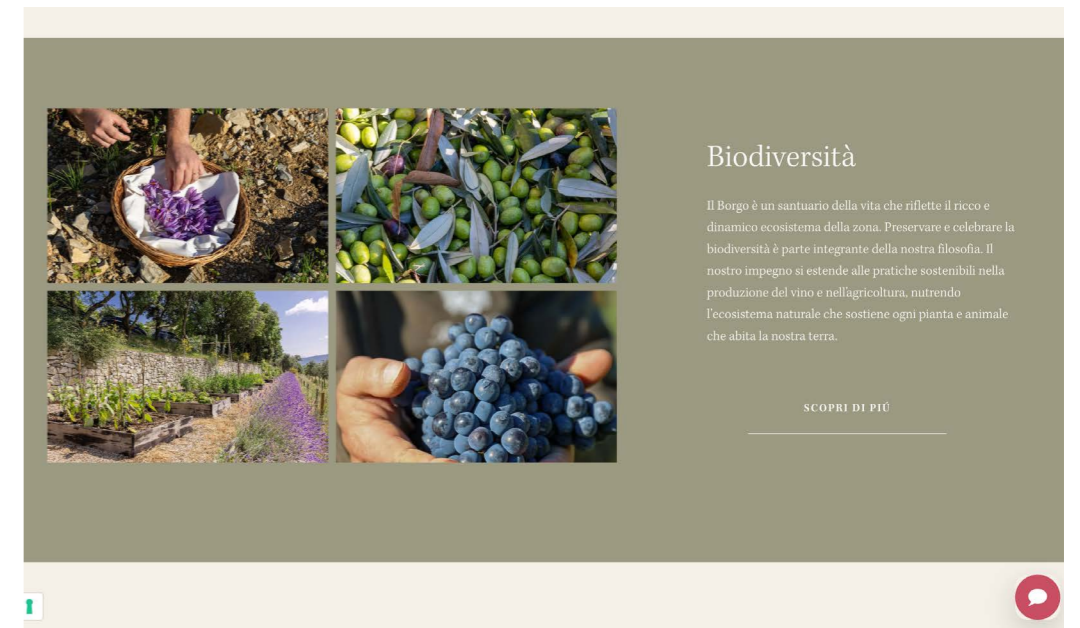 Biodiversità
Il Borgo è un santuario della vita che riflette il ricco e
dinamico ecosistema della zona. Preservare e celebrare la
biodiversità è parte integrante della nostra filosofia. Il
nostro impegno si estende alle pratiche sostenibili nella
produzione del vino e nell'agricoltura, nutrendo
l'ecosistema naturale che sostiene ogni pianta e animale
che abita la nostra terra.
SCOPRI DI PIÚ